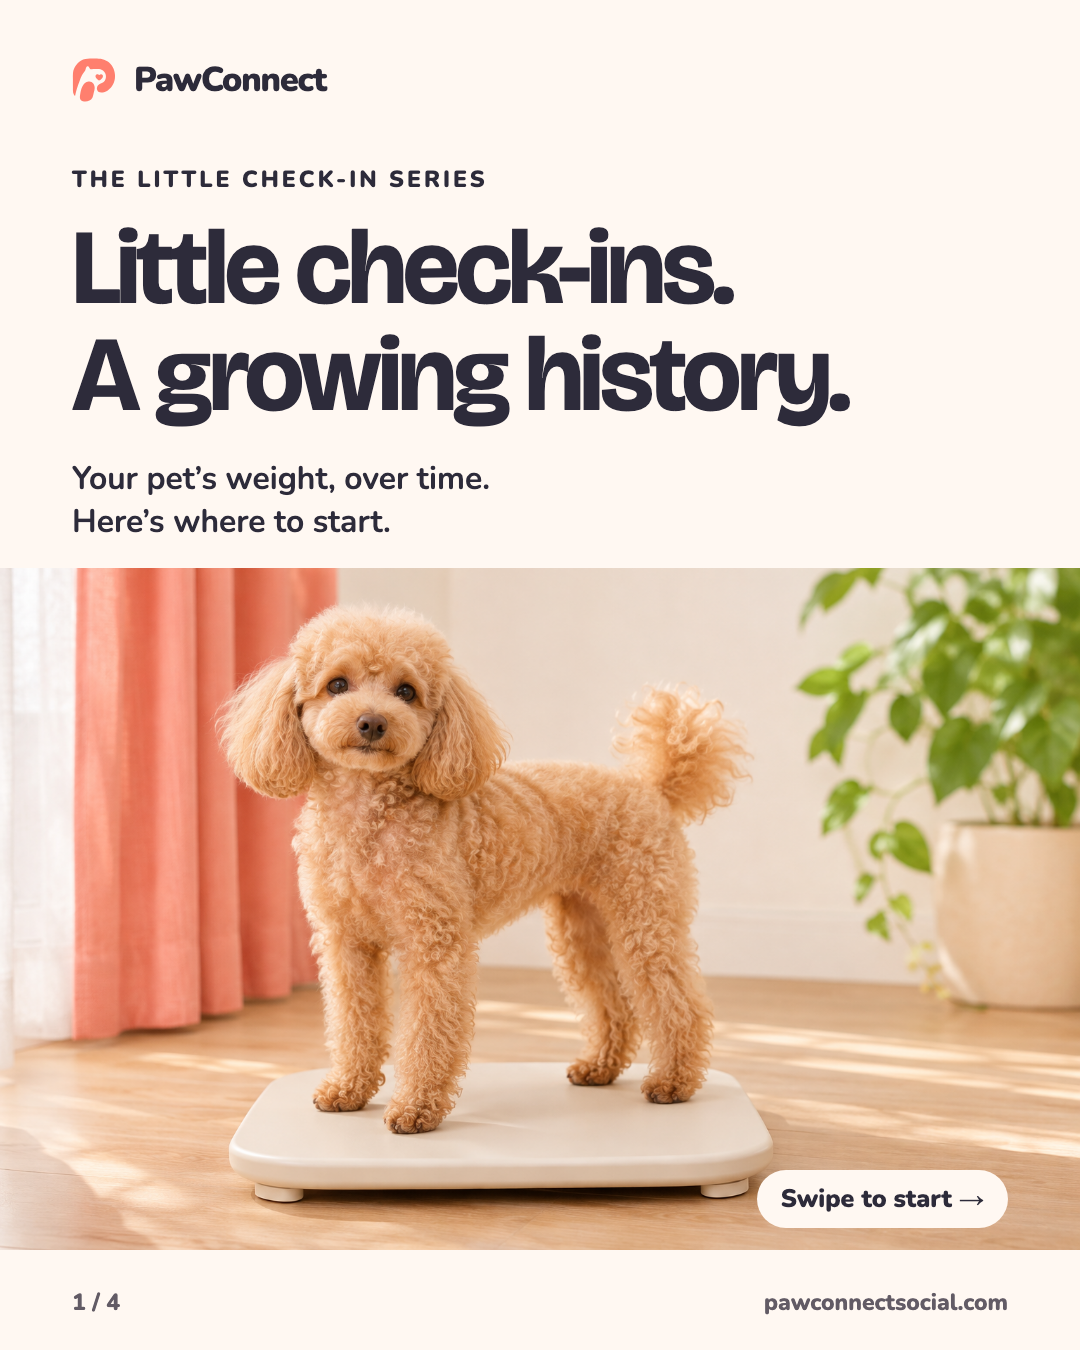 PawConnect
THE LITTLE CHECK-IN SERIES
Little check-ins.
A growing history.
Your pet’s weight, over time.
Here’s where to start.
Swipe to start →
1 / 4
pawconnectsocial.com